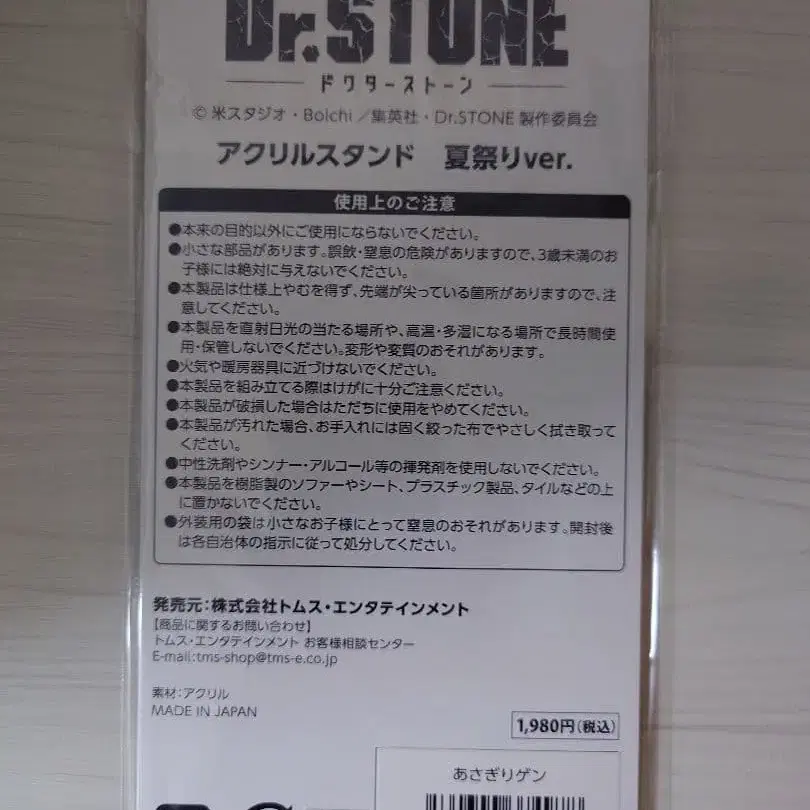 Dr.STONE
ドクターストーン
© 米スタジオ・Boichi／集英社・Dr.STONE 製作委員会
アクリルスタンド 夏祭りver.
使用上のご注意
●本来の目的以外にご使用にならないでください。
●小さな部品があります。誤飲・窒息の危険がありますので、3歳未満のお
子様には絶対に与えないでください。
●本製品は仕様上やむを得ず、先端が尖っている箇所がありますので、注
意してください。
●本製品を直射日光の当たる場所や、高温・多湿になる場所で長時間使
用・保管しないでください。変形や変質のおそれがあります。
●火気や暖房器具に近づけないでください。
●本製品を組み立てる際はけがに十分ご注意ください。
●本製品が破損した場合はただちに使用をやめてください。
●本製品が汚れた場合、お手入れには固く絞った布でやさしく拭き取って
ください。
●中性洗剤やシンナー・アルコール等の揮発剤を使用しないでください。
●本製品を樹脂製のソファーやシート、プラスチック製品、タイルなどの上
に置かないでください。
●外装用の袋は小さなお子様にとって窒息のおそれがあります。開封後
は各自治体の指示に従って処分してください。
発売元：株式会社トムス・エンタテインメント
【商品に関するお問い合わせ】
トムス・エンタテインメント お客様相談センター
E-mail：tms-shop@tms-e.co.jp
素材：アクリル
MADE IN JAPAN
1,980円（税込）
あさぎりゲン